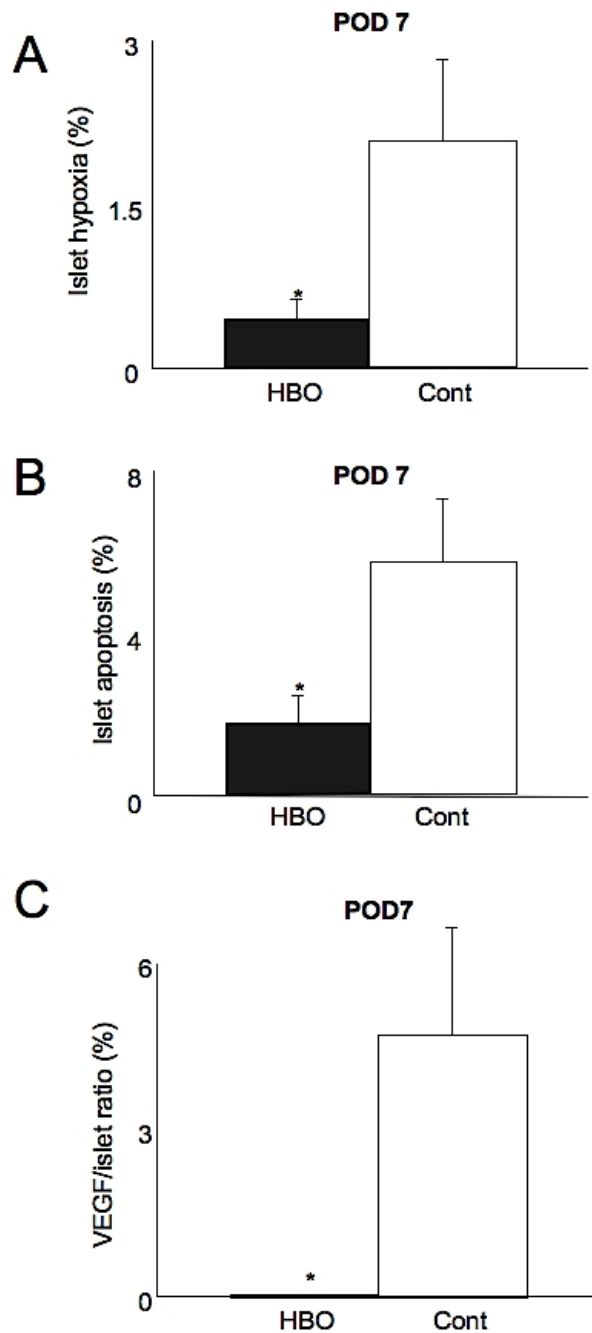 A
POD 7
3
1.5
0
Islet hypoxia (%)
*
HBO Cont
B
POD 7
8
4
0
Islet apoptosis (%)
*
HBO Cont
C
POD7
6
3
0
VEGF/islet ratio (%)
*
HBO Cont